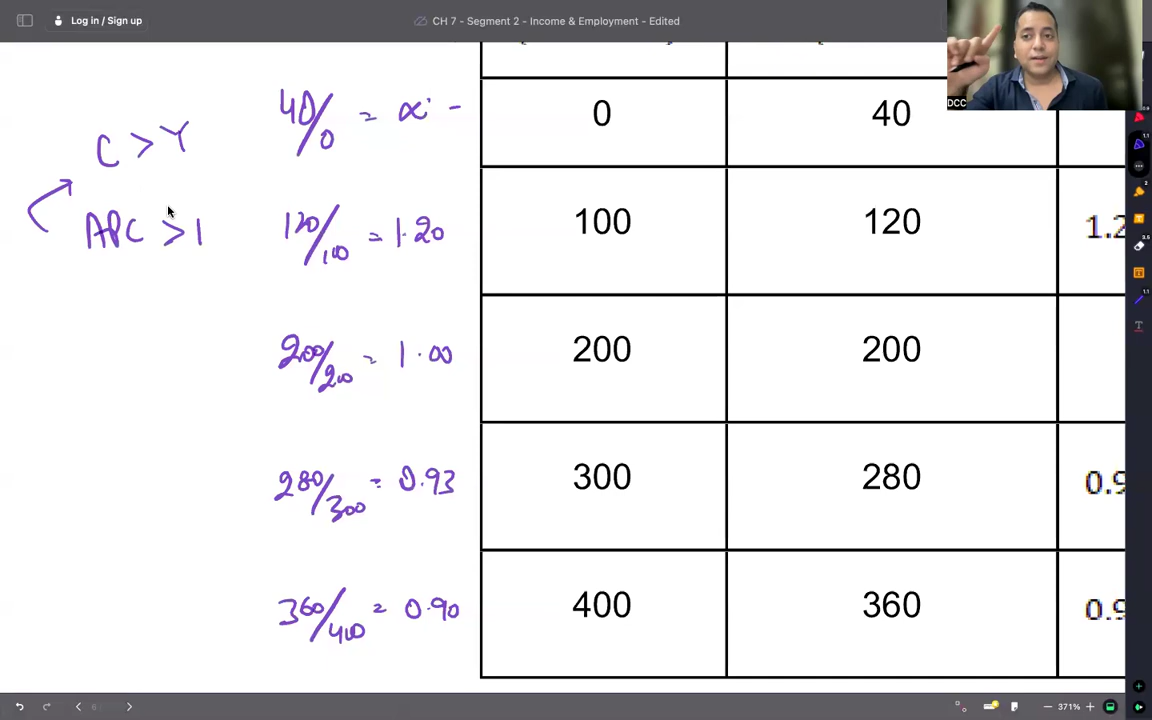 Log in / Sign up
CH 7 - Segment 2 - Income & Employment - Edited
DCC
C > Y
APC > 1
40/0 = ∝ -
0 40
120/100 = 1.20
100 120 1.2
200/200 = 1.00
200 200
280/300 = 0.93
300 280 0.9
360/400 = 0.90
400 360 0.9
6
371%